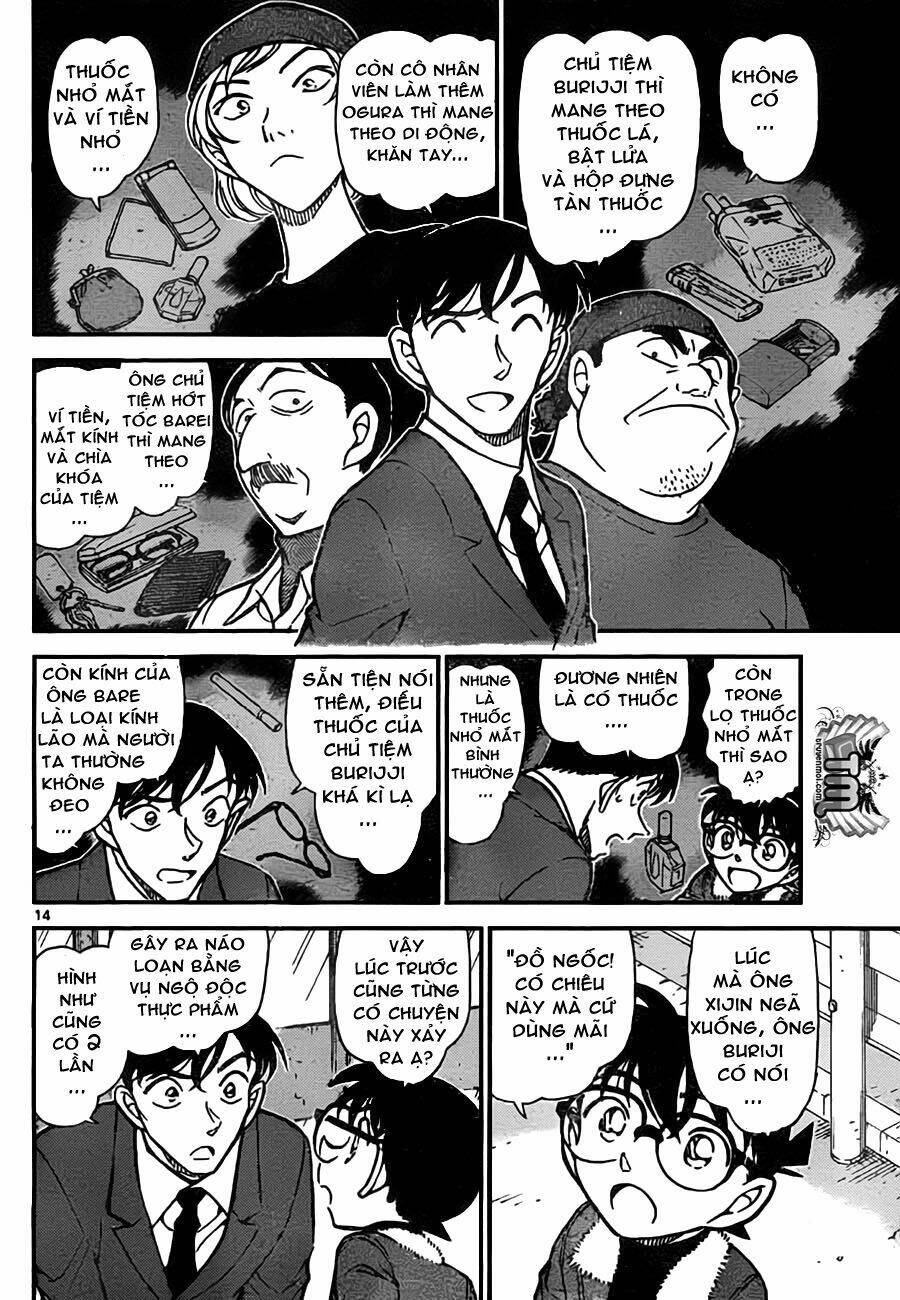 KHÔNG
CÓ
...
CHỦ TIỆM
BURIJJI THÌ
MANG THEO
THUỐC LÁ,
BẬT LỬA
VÀ HỘP ĐỰNG
TÀN THUỐC
...
CÒN CÔ NHÂN
VIÊN LÀM THÊM
OGURA THÌ MANG
THEO DI ĐỘNG,
KHĂN TAY...
THUỐC
NHỎ MẮT
VÀ VÍ TIỀN
NHỎ
...
ÔNG CHỦ
TIỆM HỚT
TÓC BAREI
THÌ MANG
THEO
...
VÍ TIỀN,
MẮT KÍNH
VÀ CHÌA
KHÓA
CỦA TIỆM
...
CÒN
TRONG
LỌ THUỐC
NHỎ MẮT
THÌ SAO
Ạ?
ĐƯƠNG NHIÊN
LÀ CÓ THUỐC
....
NHƯNG
LÀ
THUỐC
NHỎ MẮT
BÌNH
THƯỜNG
...
SẴN TIỆN NÓI
THÊM, ĐIẾU
THUỐC CỦA
CHỦ TIỆM
BURIJJI
KHÁ KÌ LẠ
...
CÒN KÍNH CỦA
ÔNG BARE
LÀ LOẠI KÍNH
LÃO MÀ NGƯỜI
TA THƯỜNG
KHÔNG
ĐEO
...
TM
truyenmoi.com
14
LÚC
MÀ ÔNG
XIJIN NGÃ
XUỐNG, ÔNG
BURIJI
CÓ NÓI
...
"ĐỒ NGỐC!
CÓ CHIÊU
NÀY MÀ CỨ
DÙNG MÃI
..."
VẬY
LÚC TRƯỚC
CŨNG TỪNG
CÓ CHUYỆN
NÀY XẢY
RA Ạ?
GÂY RA NÁO
LOẠN BẰNG
VỤ NGỘ ĐỘC
THỰC PHẨM
...
HÌNH
NHƯ
CŨNG
CÓ 2
LẦN
...